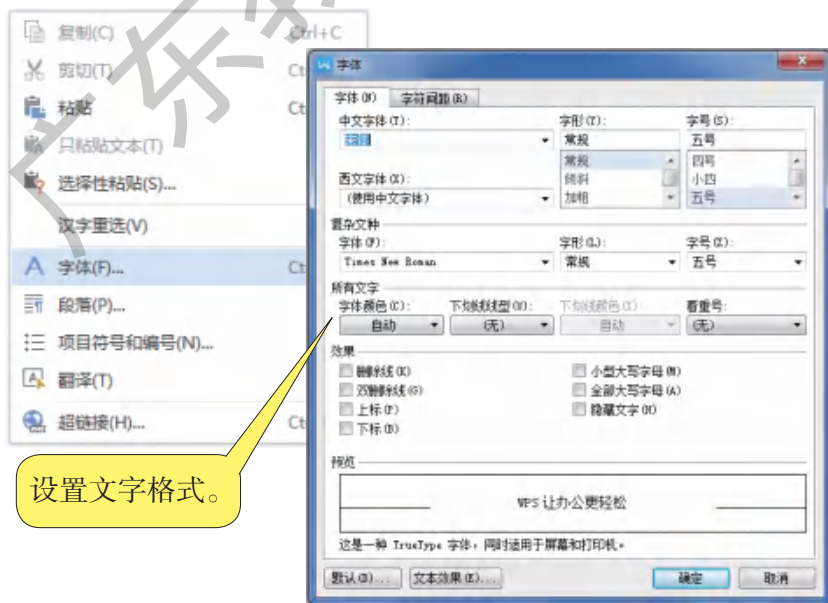 广东
复制(C) Ctrl+C
剪切(T) Ct
粘贴 Ct
只粘贴文本(T)
选择性粘贴(S)...
汉字重选(V)
字体(F)... Ct
段落(P)...
项目符号和编号(N)...
翻译(T)
超链接(H)... Ct
设置文字格式。
字体
字体(N) 字符间距(R)
中文字体(T): 字形(Y): 字号(S):
常规 五号
常规 四号
倾斜 小四
加粗 五号
西文字体(X):
(使用中文字体)
复杂文种
字体(F): 字形(L): 字号(Z):
Times New Roman 常规 五号
所有文字
字体颜色(C): 下划线线型(U): 下划线颜色(I): 着重号:
自动 (无) 自动 (无)
效果
删除线(K) 小型大写字母(M)
双删除线(G) 全部大写字母(A)
上标(P) 隐藏文字(H)
下标(B)
预览
WPS 让办公更轻松
这是一种 TrueType 字体，同时适用于屏幕和打印机。
默认(D)... 文本效果(E)... 确定 取消